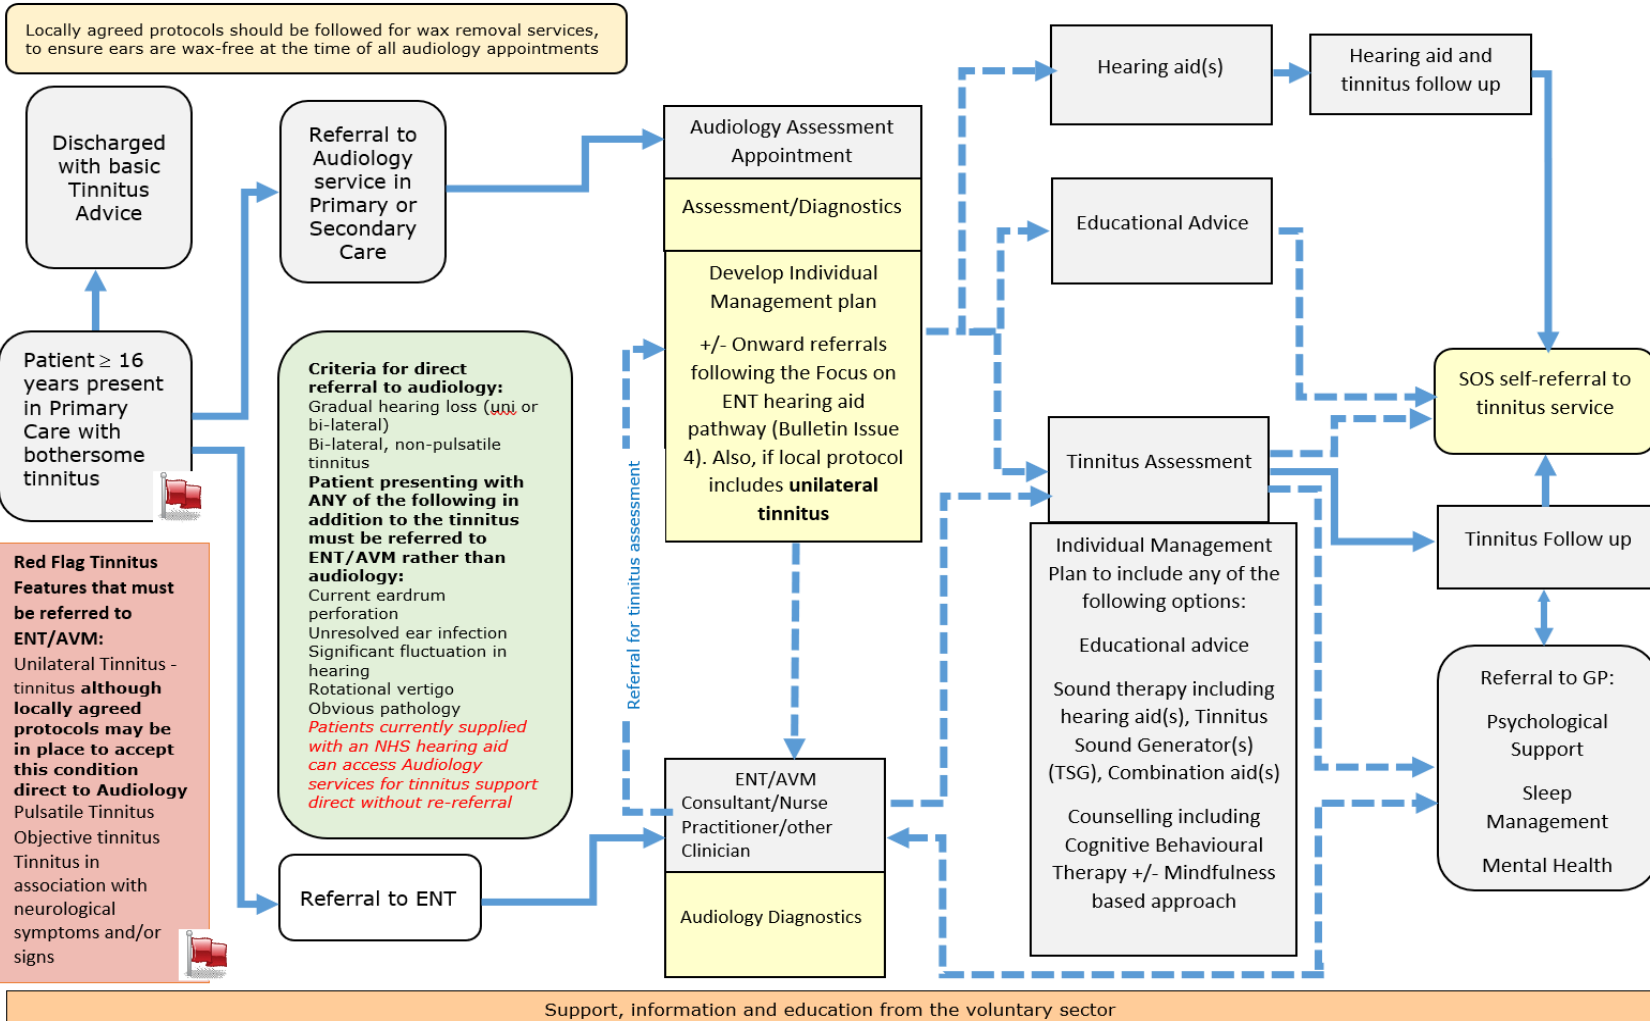 Locally agreed protocols should be followed for wax removal services,
to ensure ears are wax-free at the time of all audiology appointments
Discharged
with basic
Tinnitus
Advice
Referral to
Audiology
service in
Primary or
Secondary
Care
Audiology Assessment
Appointment
Assessment/Diagnostics
Develop Individual
Management plan
+/- Onward referrals
following the Focus on
ENT hearing aid
pathway (Bulletin Issue
4). Also, if local protocol
includes unilateral
tinnitus
Hearing aid(s)
Hearing aid and
tinnitus follow up
Educational Advice
Patient ≥ 16
years present
in Primary
Care with
bothersome
tinnitus
Criteria for direct
referral to audiology:
Gradual hearing loss (uni or
bi-lateral)
Bi-lateral, non-pulsatile
tinnitus
Patient presenting with
ANY of the following in
addition to the tinnitus
must be referred to
ENT/AVM rather than
audiology:
Current eardrum
perforation
Unresolved ear infection
Significant fluctuation in
hearing
Rotational vertigo
Obvious pathology
Patients currently supplied
with an NHS hearing aid
can access Audiology
services for tinnitus support
direct without re-referral
Referral for tinnitus assessment
SOS self-referral to
tinnitus service
Tinnitus Assessment
Individual Management
Plan to include any of the
following options:
Educational advice
Sound therapy including
hearing aid(s), Tinnitus
Sound Generator(s)
(TSG), Combination aid(s)
Counselling including
Cognitive Behavioural
Therapy +/- Mindfulness
based approach
Tinnitus Follow up
Referral to GP:
Psychological
Support
Sleep
Management
Mental Health
Red Flag Tinnitus
Features that must
be referred to
ENT/AVM:
Unilateral Tinnitus -
tinnitus although
locally agreed
protocols may be
in place to accept
this condition
direct to Audiology
Pulsatile Tinnitus
Objective tinnitus
Tinnitus in
association with
neurological
symptoms and/or
signs
Referral to ENT
ENT/AVM
Consultant/Nurse
Practitioner/other
Clinician
Audiology Diagnostics
Support, information and education from the voluntary sector